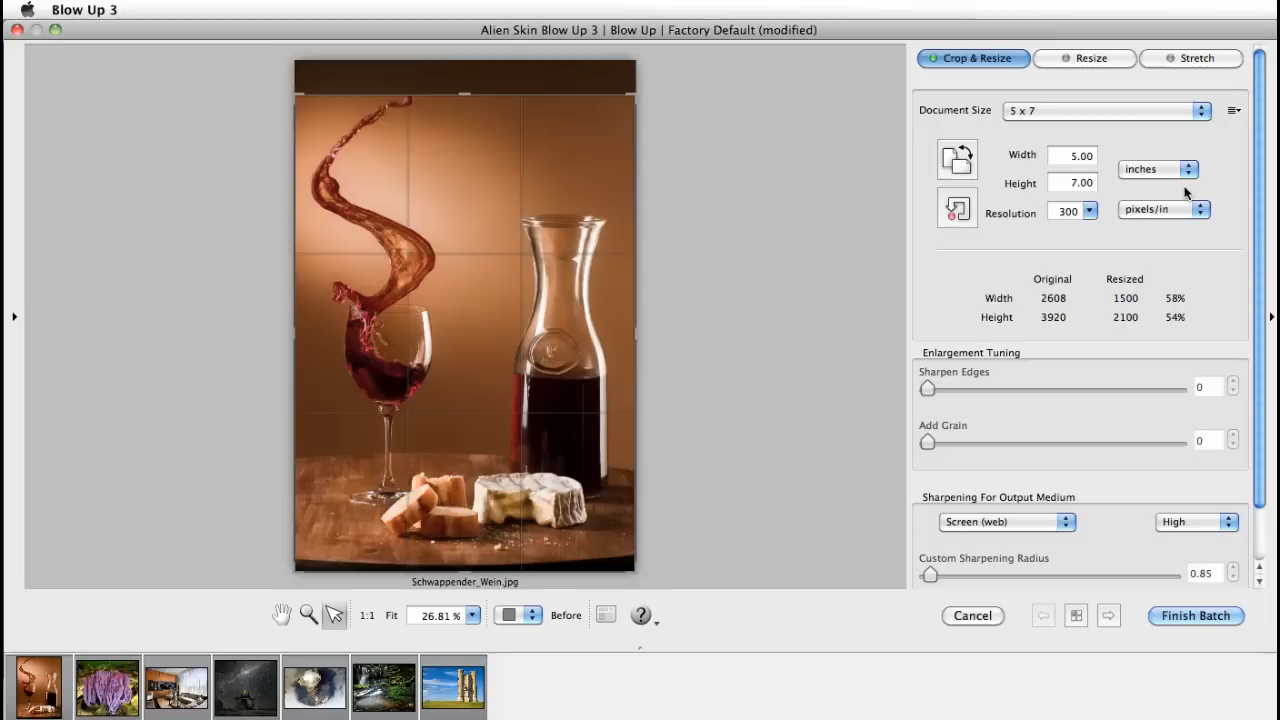 Blow Up 3
Alien Skin Blow Up 3 | Blow Up | Factory Default (modified)
Crop & Resize
Resize
Stretch
Document Size
5 x 7
Width
5.00
inches
Height
7.00
Resolution
300
pixels/in
Original
Resized
Width
2608
1500
58%
Height
3920
2100
54%
Enlargement Tuning
Sharpen Edges
0
Add Grain
0
Sharpening For Output Medium
Screen (web)
High
Custom Sharpening Radius
0.85
Schwappender_Wein.jpg
1:1
Fit
26.81 %
Before
?
Cancel
Finish Batch